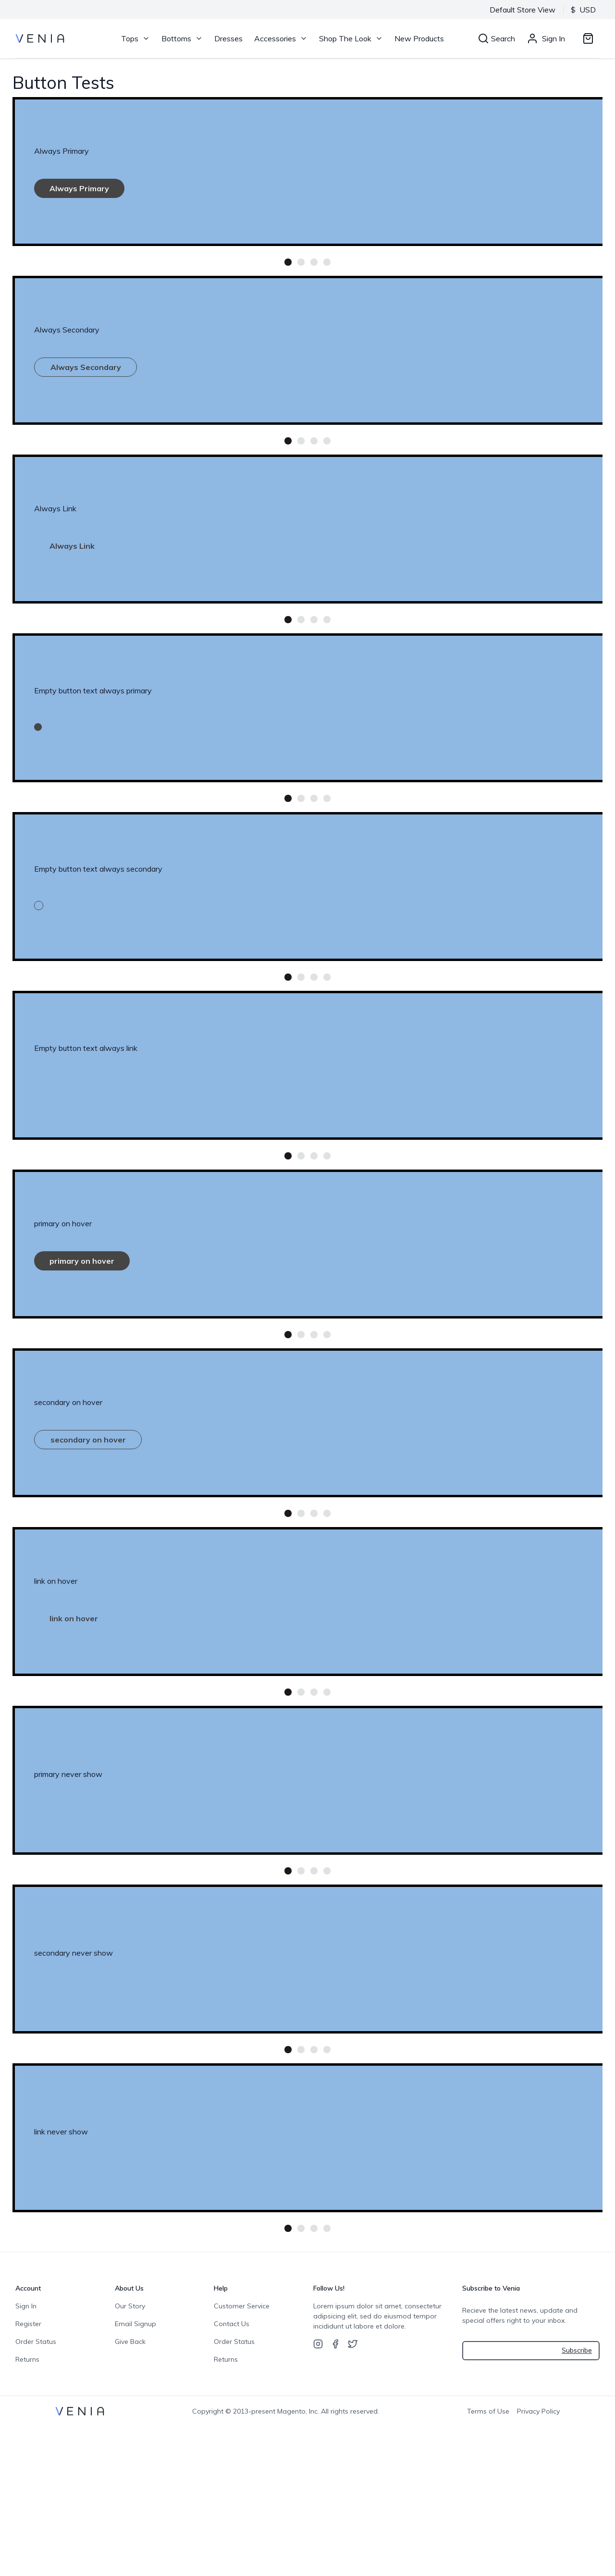 Default Store View $ USD
VENIA Tops Bottoms Dresses Accessories Shop The Look New Products Search Sign In
Button Tests
Always Primary
Always Primary
Always Secondary
Always Secondary
Always Link
Always Link
Empty button text always primary
Empty button text always secondary
Empty button text always link
primary on hover
primary on hover
secondary on hover
secondary on hover
link on hover
link on hover
primary never show
secondary never show
link never show
Account
Sign In
Register
Order Status
Returns
About Us
Our Story
Email Signup
Give Back
Help
Customer Service
Contact Us
Order Status
Returns
Follow Us!
Lorem ipsum dolor sit amet, consectetur
adipsicing elit, sed do eiusmod tempor
incididunt ut labore et dolore.
Subscribe to Venia
Recieve the latest news, update and
special offers right to your inbox.
Subscribe
VENIA Copyright © 2013-present Magento, Inc. All rights reserved. Terms of Use Privacy Policy